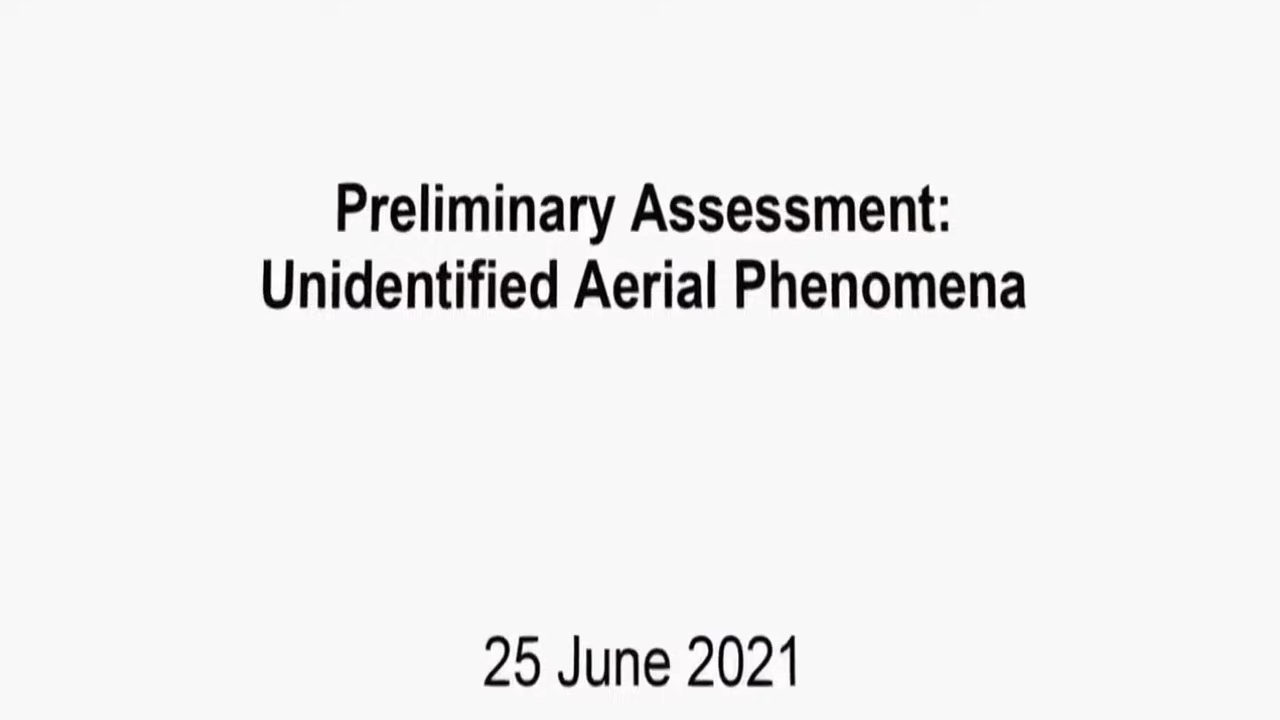 Preliminary Assessment:
Unidentified Aerial Phenomena
25 June 2021